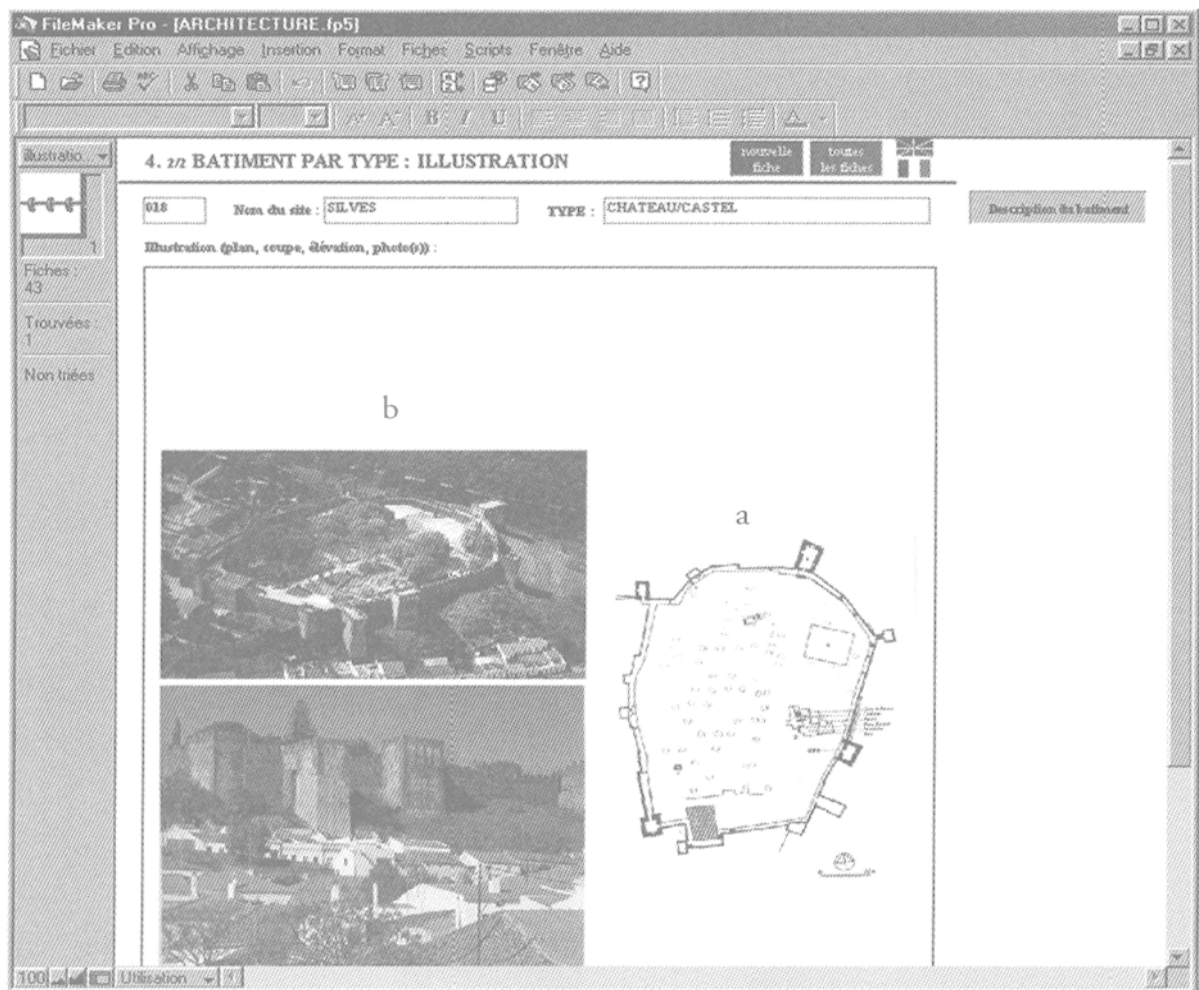 FileMaker Pro - [ARCHITECTURE.fp5]
Fichier Edition Affichage Insertion Format Fiches Scripts Fenêtre Aide
ABC
B I U A
illustratio...
4. 2/2 BATIMENT PAR TYPE : ILLUSTRATION
nouvelle fiche
toutes les fiches
018 Nom du site : SILVES TYPE : CHATEAU/CASTEL
Description du batiment
Illustration (plan, coupe, élévation, photo(s)) :
1
Fiches :
43
Trouvées :
1
Non triées
b
a
100 Utilisation